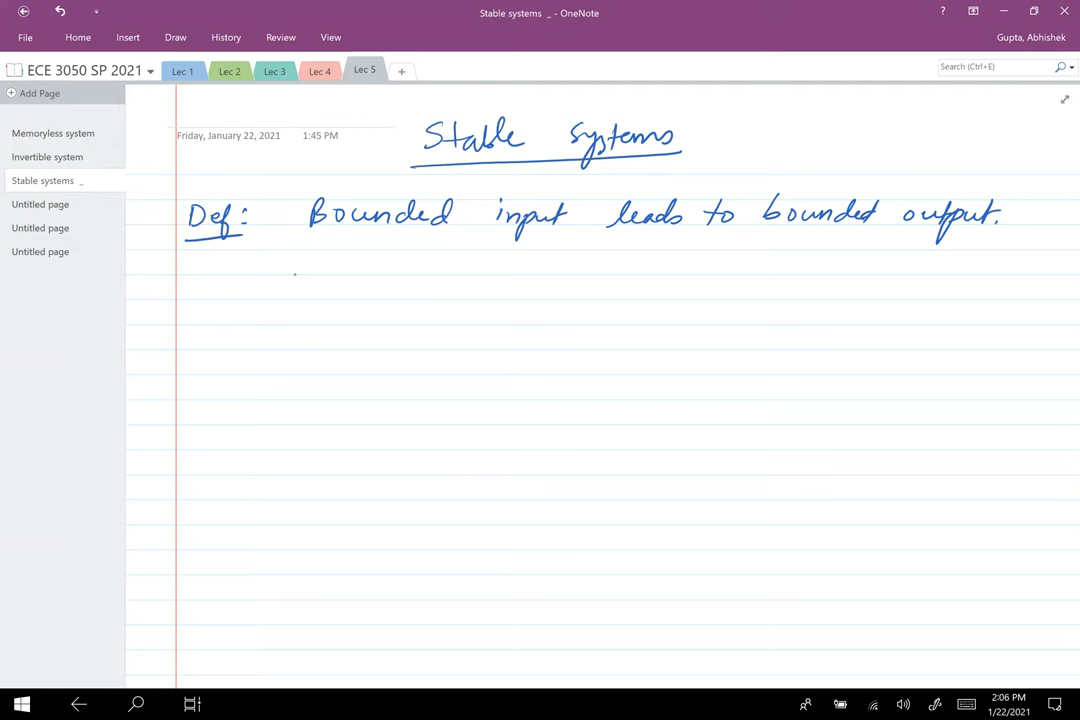 Stable systems _ - OneNote
?
File Home Insert Draw History Review View
Gupta, Abhishek
ECE 3050 SP 2021
Lec 1 Lec 2 Lec 3 Lec 4 Lec 5 +
Search (Ctrl+E)
Add Page
Memoryless system
Invertible system
Stable systems _
Untitled page
Untitled page
Untitled page
Friday, January 22, 2021 1:45 PM
Stable systems
Def: Bounded input leads to bounded output.
2:06 PM
1/22/2021